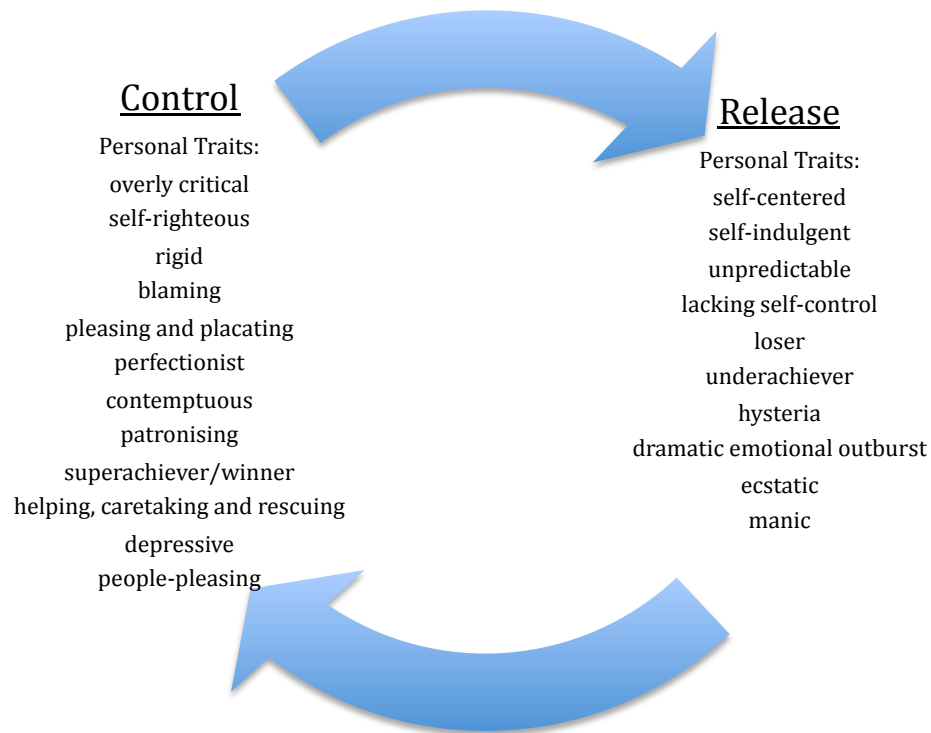 Control
Personal Traits:
overly critical
self-righteous
rigid
blaming
pleasing and placating
perfectionist
contemptuous
patronising
superachiever/winner
helping, caretaking and rescuing
depressive
people-pleasing
Release
Personal Traits:
self-centered
self-indulgent
unpredictable
lacking self-control
loser
underachiever
hysteria
dramatic emotional outburst
ecstatic
manic